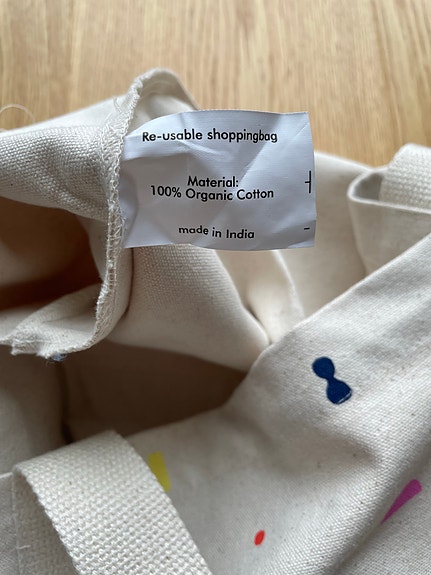 Re-usable shoppingbag
Material:
100% Organic Cotton
made in India